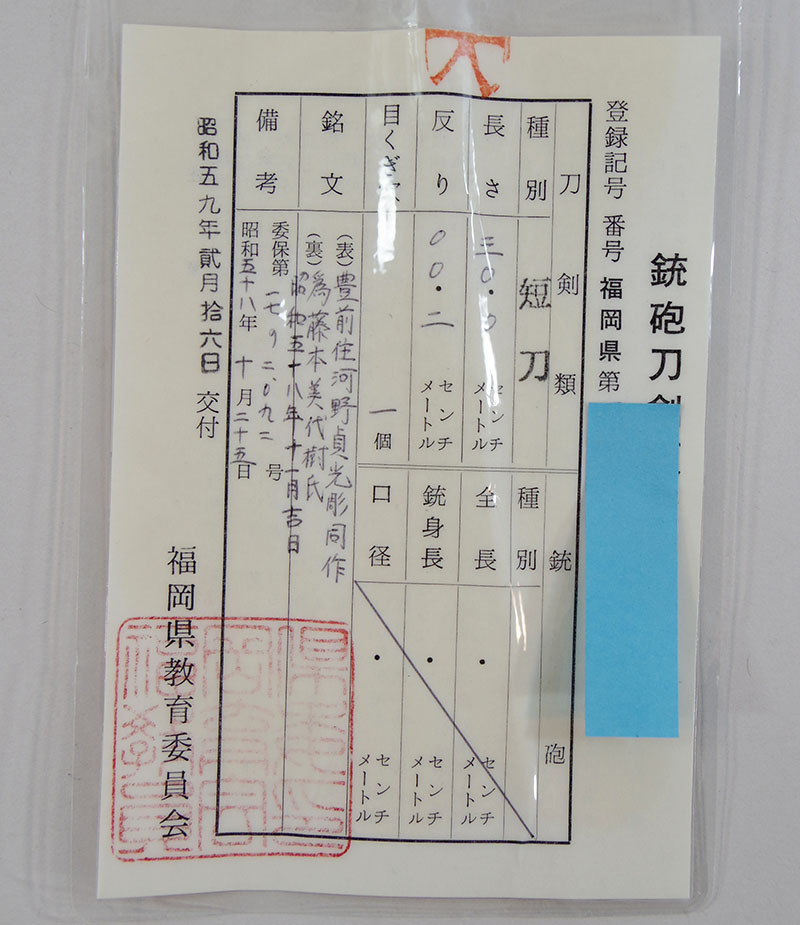 銃砲刀剣
登録記号 番号 福岡県第
刀剣類
種別 短刀
長さ 三〇.〇 センチメートル
反り 〇〇.二 センチメートル
目くぎ穴 一個
銘文
(表)豊前住河野貞光彫同作
為藤本美代樹氏
(裏)昭和五十八年十一月吉日
備考
委保第 一七の二〇九二 号
昭和五十八年 十月二十五日
銃砲
種別
全長 . センチメートル
銃身長 . センチメートル
口径 . センチメートル
昭和五九年貳月拾六日 交付
福岡県教育委員会